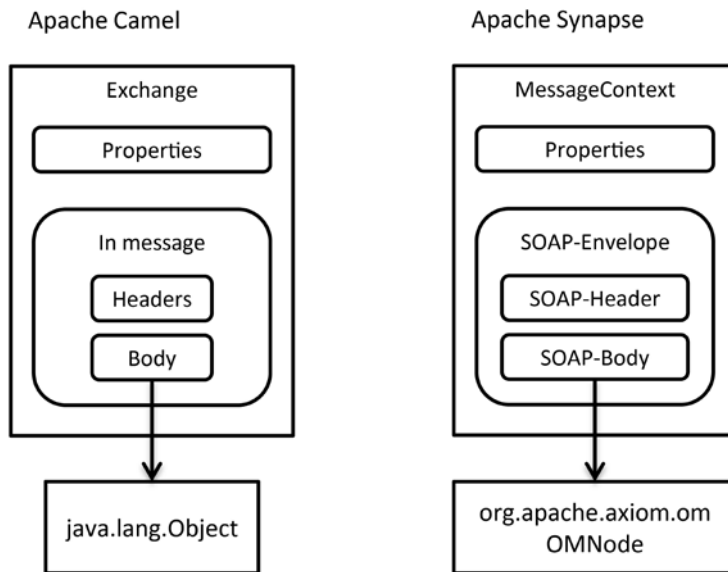 Apache Camel
Exchange
Properties
In message
Headers
Body
java.lang.Object
Apache Synapse
MessageContext
Properties
SOAP-Envelope
SOAP-Header
SOAP-Body
org.apache.axiom.om
OMNode